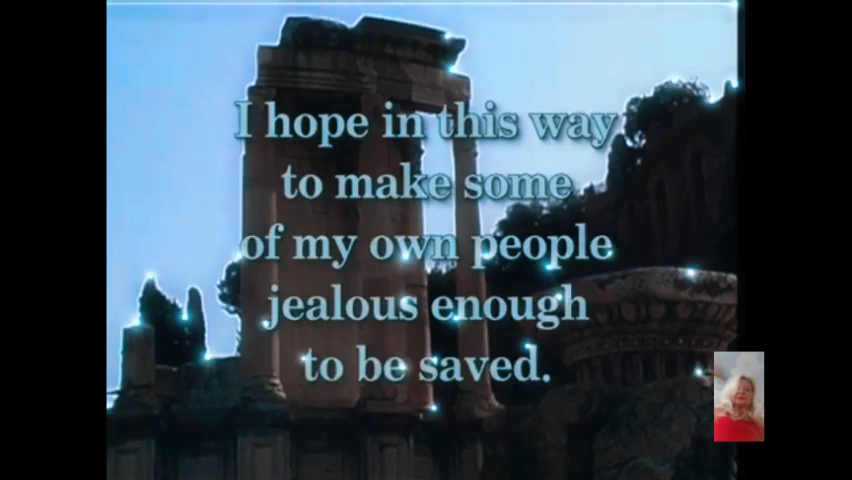 I hope in this way
to make some
of my own people
jealous enough
to be saved.